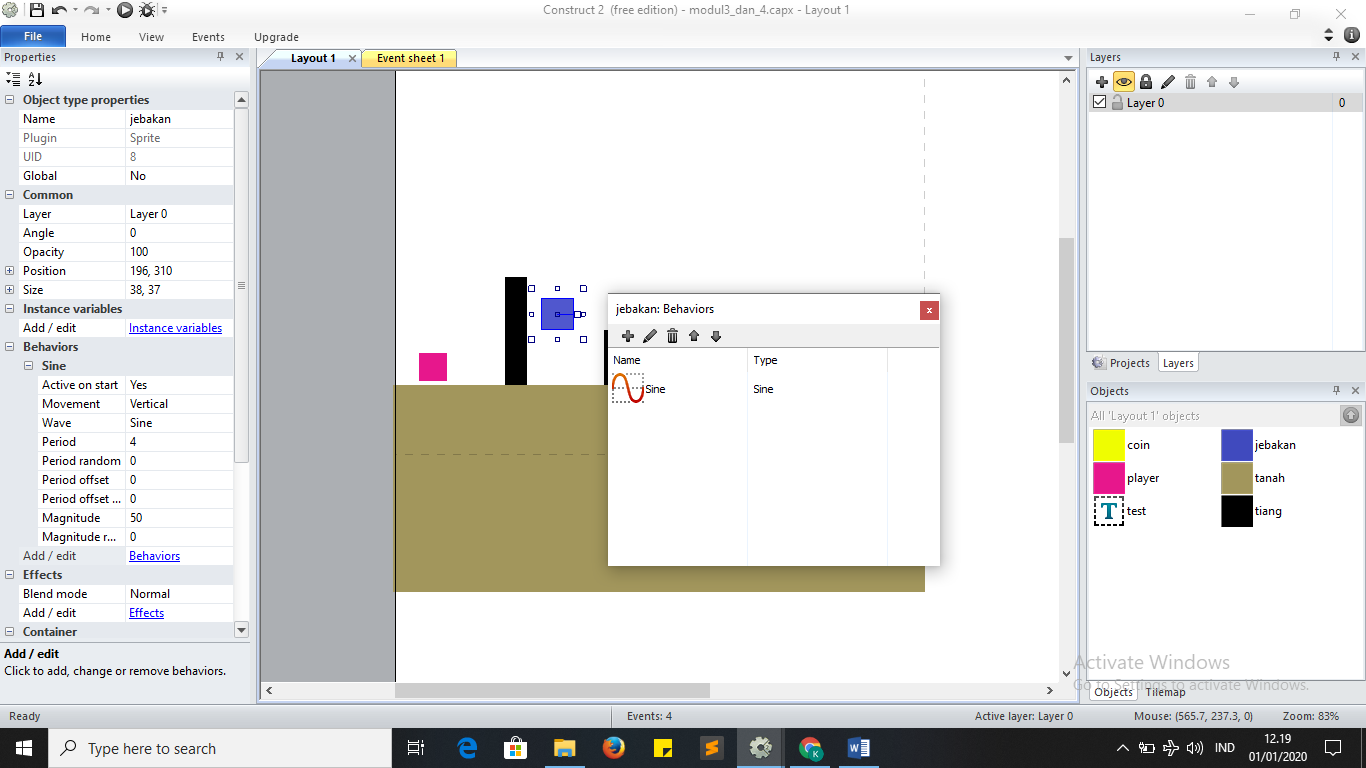 Construct 2 (free edition) - modul3_dan_4.capx - Layout 1
File Home View Events Upgrade
Properties
Object type properties
Name jebakan
Plugin Sprite
UID 8
Global No
Common
Layer Layer 0
Angle 0
Opacity 100
Position 196, 310
Size 38, 37
Instance variables
Add / edit Instance variables
Behaviors
Sine
Active on start Yes
Movement Vertical
Wave Sine
Period 4
Period random 0
Period offset 0
Period offset ... 0
Magnitude 50
Magnitude r... 0
Add / edit Behaviors
Effects
Blend mode Normal
Add / edit Effects
Container
Add / edit
Click to add, change or remove behaviors.
Layout 1 Event sheet 1
jebakan: Behaviors
Name Type
Sine Sine
Layers
Layer 0 0
Projects Layers
Objects
All 'Layout 1' objects
coin jebakan
player tanah
T test tiang
Activate Windows
Go to Settings to activate Windows.
Objects Tilemap
Ready Events: 4 Active layer: Layer 0 Mouse: (565.7, 237.3, 0) Zoom: 83%
Type here to search
IND
12.19
01/01/2020